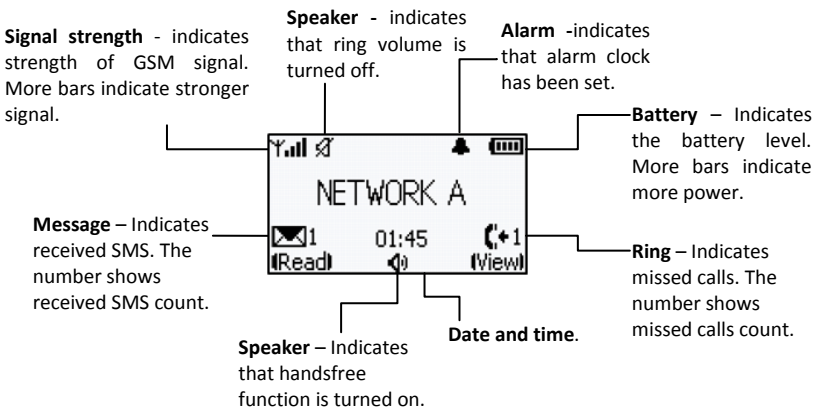 Signal strength - indicates
strength of GSM signal.
More bars indicate stronger
signal.
Speaker - indicates
that ring volume is
turned off.
Alarm -indicates
that alarm clock
has been set.
Battery – Indicates
the battery level.
More bars indicate
more power.
NETWORK A
1
01:45
1
(Read)
(View)
Message – Indicates
received SMS. The
number shows
received SMS count.
Ring – Indicates
missed calls. The
number shows
missed calls count.
Speaker – Indicates
that handsfree
function is turned on.
Date and time.